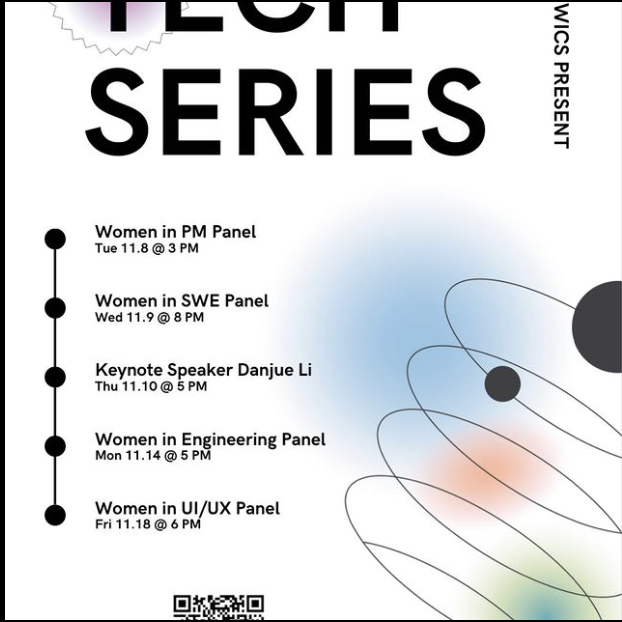 TECH
SERIES
WICS PRESENT
Women in PM Panel
Tue 11.8 @ 3 PM
Women in SWE Panel
Wed 11.9 @ 8 PM
Keynote Speaker Danjue Li
Thu 11.10 @ 5 PM
Women in Engineering Panel
Mon 11.14 @ 5 PM
Women in UI/UX Panel
Fri 11.18 @ 6 PM